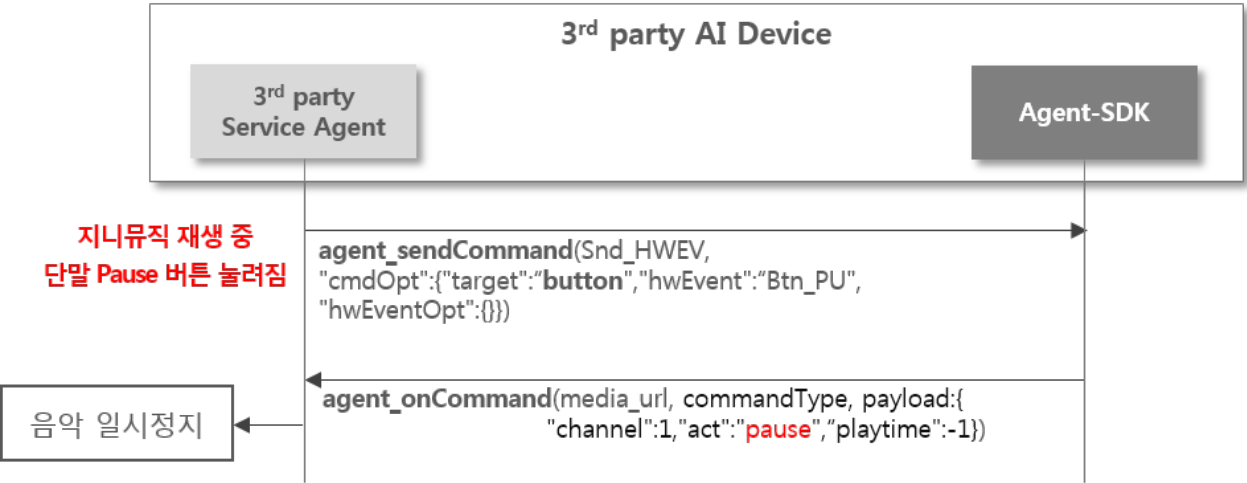 3rd party AI Device
3rd party
Service Agent
Agent-SDK
지니뮤직 재생 중
단말 Pause 버튼 눌려짐
agent_sendCommand(Snd_HWEV,
"cmdOpt":{"target":“button","hwEvent":“Btn_PU",
"hwEventOpt":{}})
agent_onCommand(media_url, commandType, payload:{
"channel":1,"act":"pause",“playtime":-1})
음악 일시정지